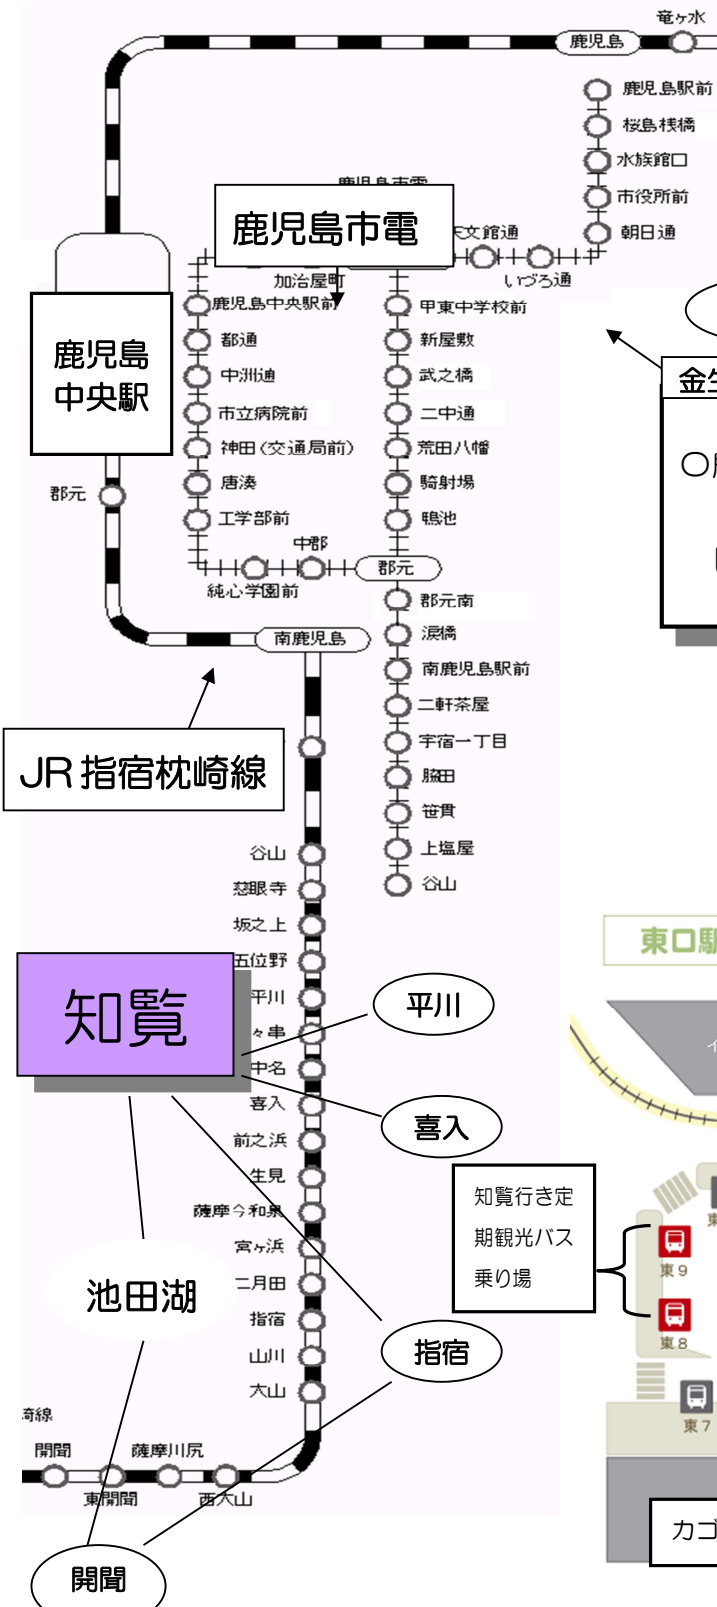 竜ヶ水
鹿児島
鹿児島駅前
桜島桟橋
水族館口
市役所前
朝日通
鹿児島市電
天文館通
いづろ通
加治屋町
鹿児島中央駅前
都通
中洲通
市立病院前
神田(交通局前)
唐湊
工学部前
純心学園前
中郡
郡元
甲東中学校前
新屋敷
武之橋
二中通
荒田八幡
騎射場
鴨池
郡元南
涙橋
南鹿児島駅前
二軒茶屋
宇宿一丁目
脇田
笹貫
上塩屋
谷山
鹿児島
中央駅
郡元
南鹿児島
JR指宿枕崎線
谷山
慈眼寺
坂之上
五位野
平川
々串
中名
喜入
前之浜
生見
薩摩今和泉
宮ヶ浜
二月田
指宿
山川
大山
西大山
薩摩川尻
東開聞
開聞
崎線
知覧
平川
喜入
池田湖
指宿
開聞
金生
東口駅
知覧行き定
期観光バス
乗り場
東9
東8
東7
カゴ